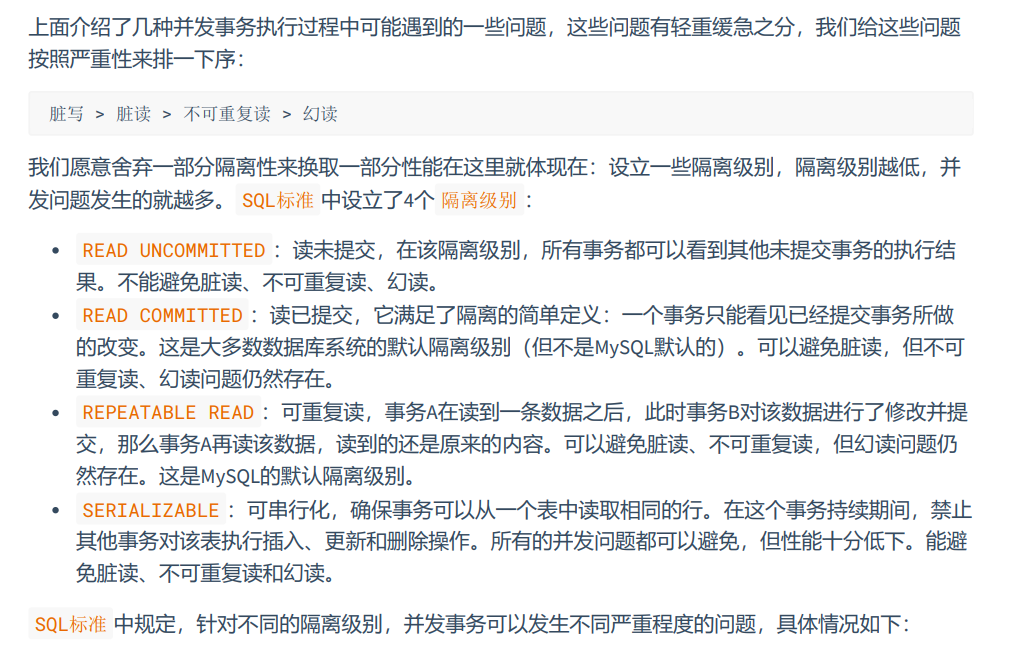 上面介绍了几种并发事务执行过程中可能遇到的一些问题，这些问题有轻重缓急之分，我们给这些问题
按照严重性来排一下序：
脏写 > 脏读 > 不可重复读 > 幻读
我们愿意舍弃一部分隔离性来换取一部分性能在这里就体现在：设立一些隔离级别，隔离级别越低，并
发问题发生的就越多。 SQL标准 中设立了4个 隔离级别 ：
• READ UNCOMMITTED ：读未提交，在该隔离级别，所有事务都可以看到其他未提交事务的执行结
果。不能避免脏读、不可重复读、幻读。
• READ COMMITTED ：读已提交，它满足了隔离的简单定义：一个事务只能看见已经提交事务所做
的改变。这是大多数数据库系统的默认隔离级别（但不是MySQL默认的）。可以避免脏读，但不可
重复读、幻读问题仍然存在。
• REPEATABLE READ ：可重复读，事务A在读到一条数据之后，此时事务B对该数据进行了修改并提
交，那么事务A再读该数据，读到的还是原来的内容。可以避免脏读、不可重复读，但幻读问题仍
然存在。这是MySQL的默认隔离级别。
• SERIALIZABLE ：可串行化，确保事务可以从一个表中读取相同的行。在这个事务持续期间，禁止
其他事务对该表执行插入、更新和删除操作。所有的并发问题都可以避免，但性能十分低下。能避
免脏读、不可重复读和幻读。
SQL标准 中规定，针对不同的隔离级别，并发事务可以发生不同严重程度的问题，具体情况如下：